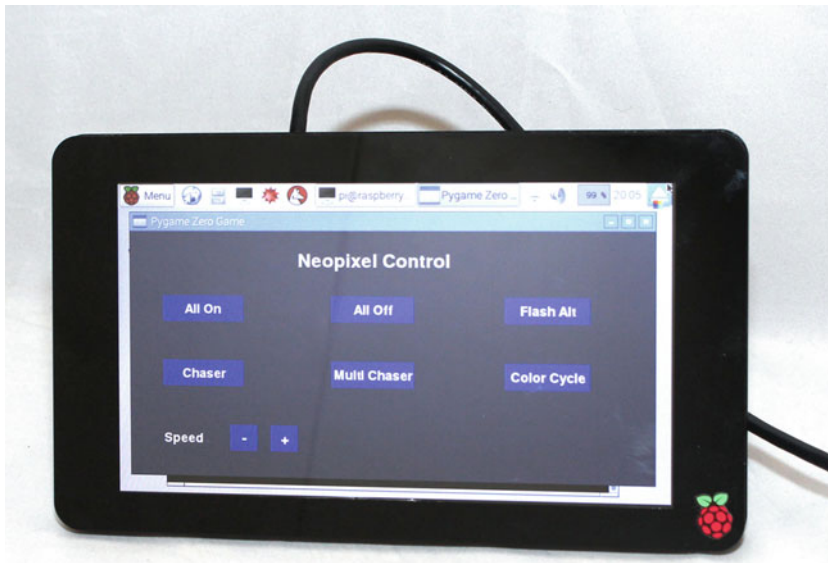 Menu pi@raspberry Pygame Zero ... 99 % 20:05
Pygame Zero Game
Neopixel Control
All On All Off Flash Alt
Chaser Multi Chaser Color Cycle
Speed - +